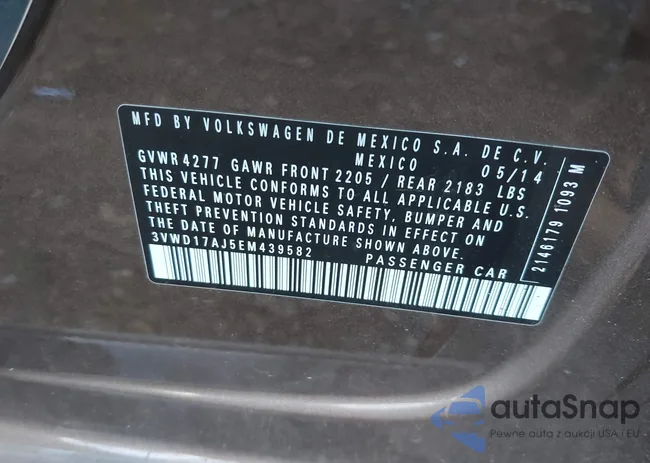 MFD BY VOLKSWAGEN DE MEXICO S.A. DE C.V.
MEXICO 05/14
GVWR 4277 GAWR FRONT 2205 / REAR 2183 LBS
THIS VEHICLE CONFORMS TO ALL APPLICABLE U.S.
FEDERAL MOTOR VEHICLE SAFETY, BUMPER AND
THEFT PREVENTION STANDARDS IN EFFECT ON
THE DATE OF MANUFACTURE SHOWN ABOVE.
3VWD17AJ5EM439582 PASSENGER CAR
2146179 1093 M
autoSnap
Pewne auta z aukcji USA i EU